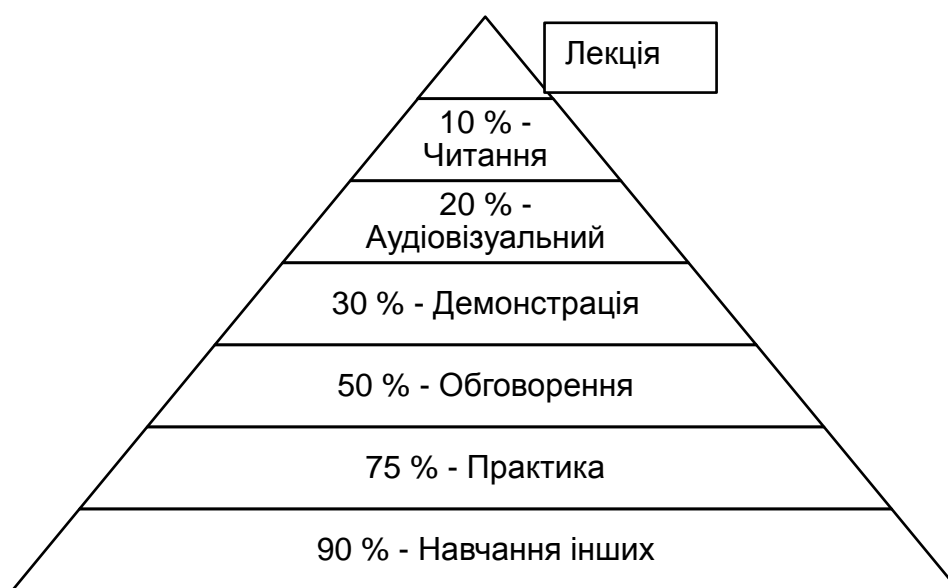 Лекція
10 % -
Читання
20 % -
Аудіовізуальний
30 % - Демонстрація
50 % - Обговорення
75 % - Практика
90 % - Навчання інших